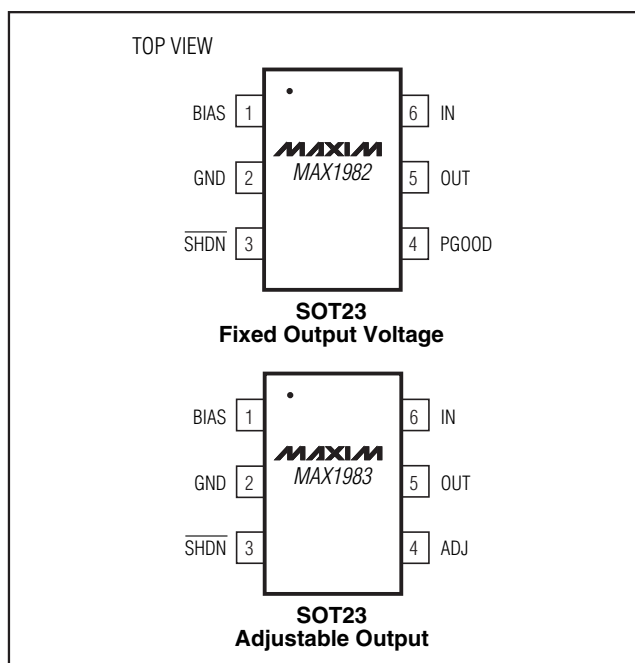 TOP VIEW
BIAS 1 6 IN
MAXIM
MAX1982
GND 2 5 OUT
SHDN 3 4 PGOOD
SOT23
Fixed Output Voltage
BIAS 1 6 IN
MAXIM
MAX1983
GND 2 5 OUT
SHDN 3 4 ADJ
SOT23
Adjustable Output